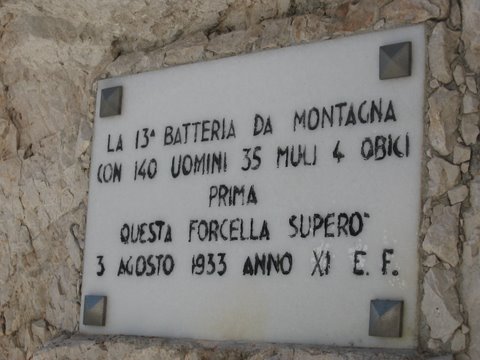 LA 13ª BATTERIA DA MONTAGNA
CON 140 UOMINI 35 MULI 4 OBICI
PRIMA
QUESTA FORCELLA SUPERO'
3 AGOSTO 1933 ANNO XI E. F.